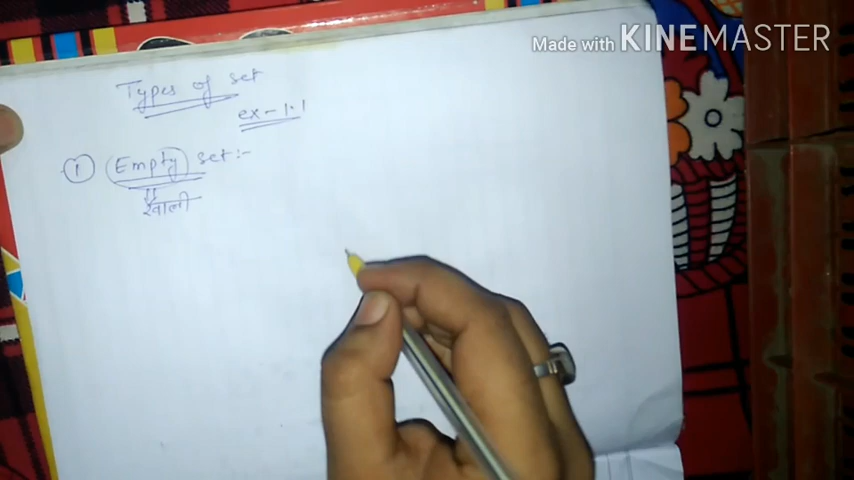 Made with KINEMASTER
Types of set
ex-1.1
① Empty set:-
खाली